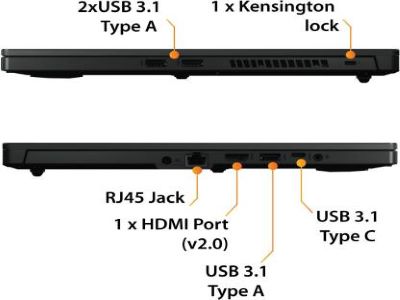 2xUSB 3.1
Type A
1 x Kensington
lock
RJ45 Jack
1 x HDMI Port
(v2.0)
USB 3.1
Type A
USB 3.1
Type C